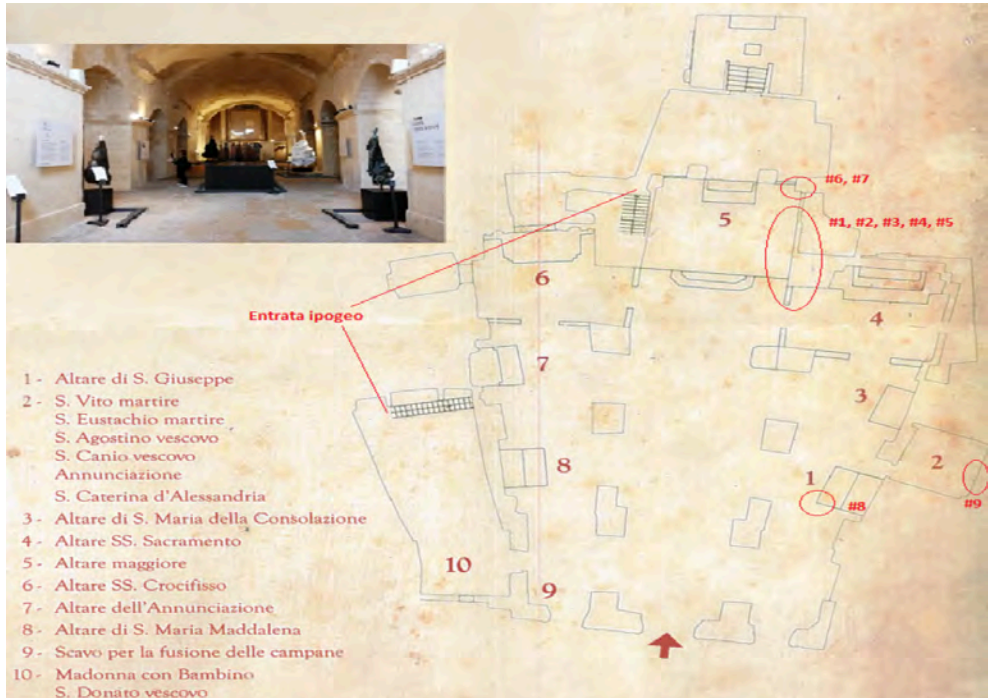 #6, #7
#1, #2, #3, #4, #5
5
6
Entrata ipogeo
4
7
3
8
1
2
#8
#9
10
9
1 - Altare di S. Giuseppe
2 - S. Vito martire
S. Eustachio martire
S. Agostino vescovo
S. Canio vescovo
Annunciazione
S. Caterina d'Alessandria
3 - Altare di S. Maria della Consolazione
4 - Altare SS. Sacramento
5 - Altare maggiore
6 - Altare SS. Crocifisso
7 - Altare dell'Annunciazione
8 - Altare di S. Maria Maddalena
9 - Scavo per la fusione delle campane
10 - Madonna con Bambino
S. Donato vescovo